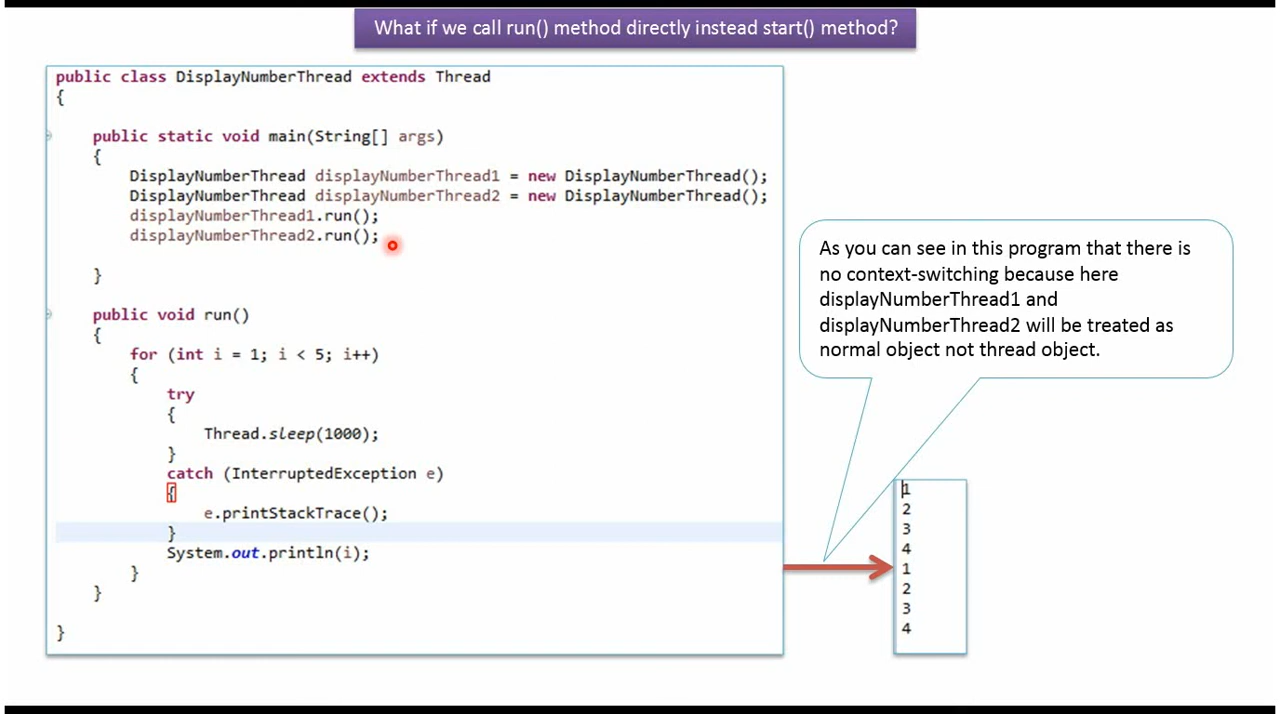 What if we call run() method directly instead start() method?
public class DisplayNumberThread extends Thread
{
public static void main(String[] args)
{
DisplayNumberThread displayNumberThread1 = new DisplayNumberThread();
DisplayNumberThread displayNumberThread2 = new DisplayNumberThread();
displayNumberThread1.run();
displayNumberThread2.run();
}
public void run()
{
for (int i = 1; i < 5; i++)
{
try
{
Thread.sleep(1000);
}
catch (InterruptedException e)
{
e.printStackTrace();
}
System.out.println(i);
}
}
}
As you can see in this program that there is
no context-switching because here
displayNumberThread1 and
displayNumberThread2 will be treated as
normal object not thread object.
1
2
3
4
1
2
3
4